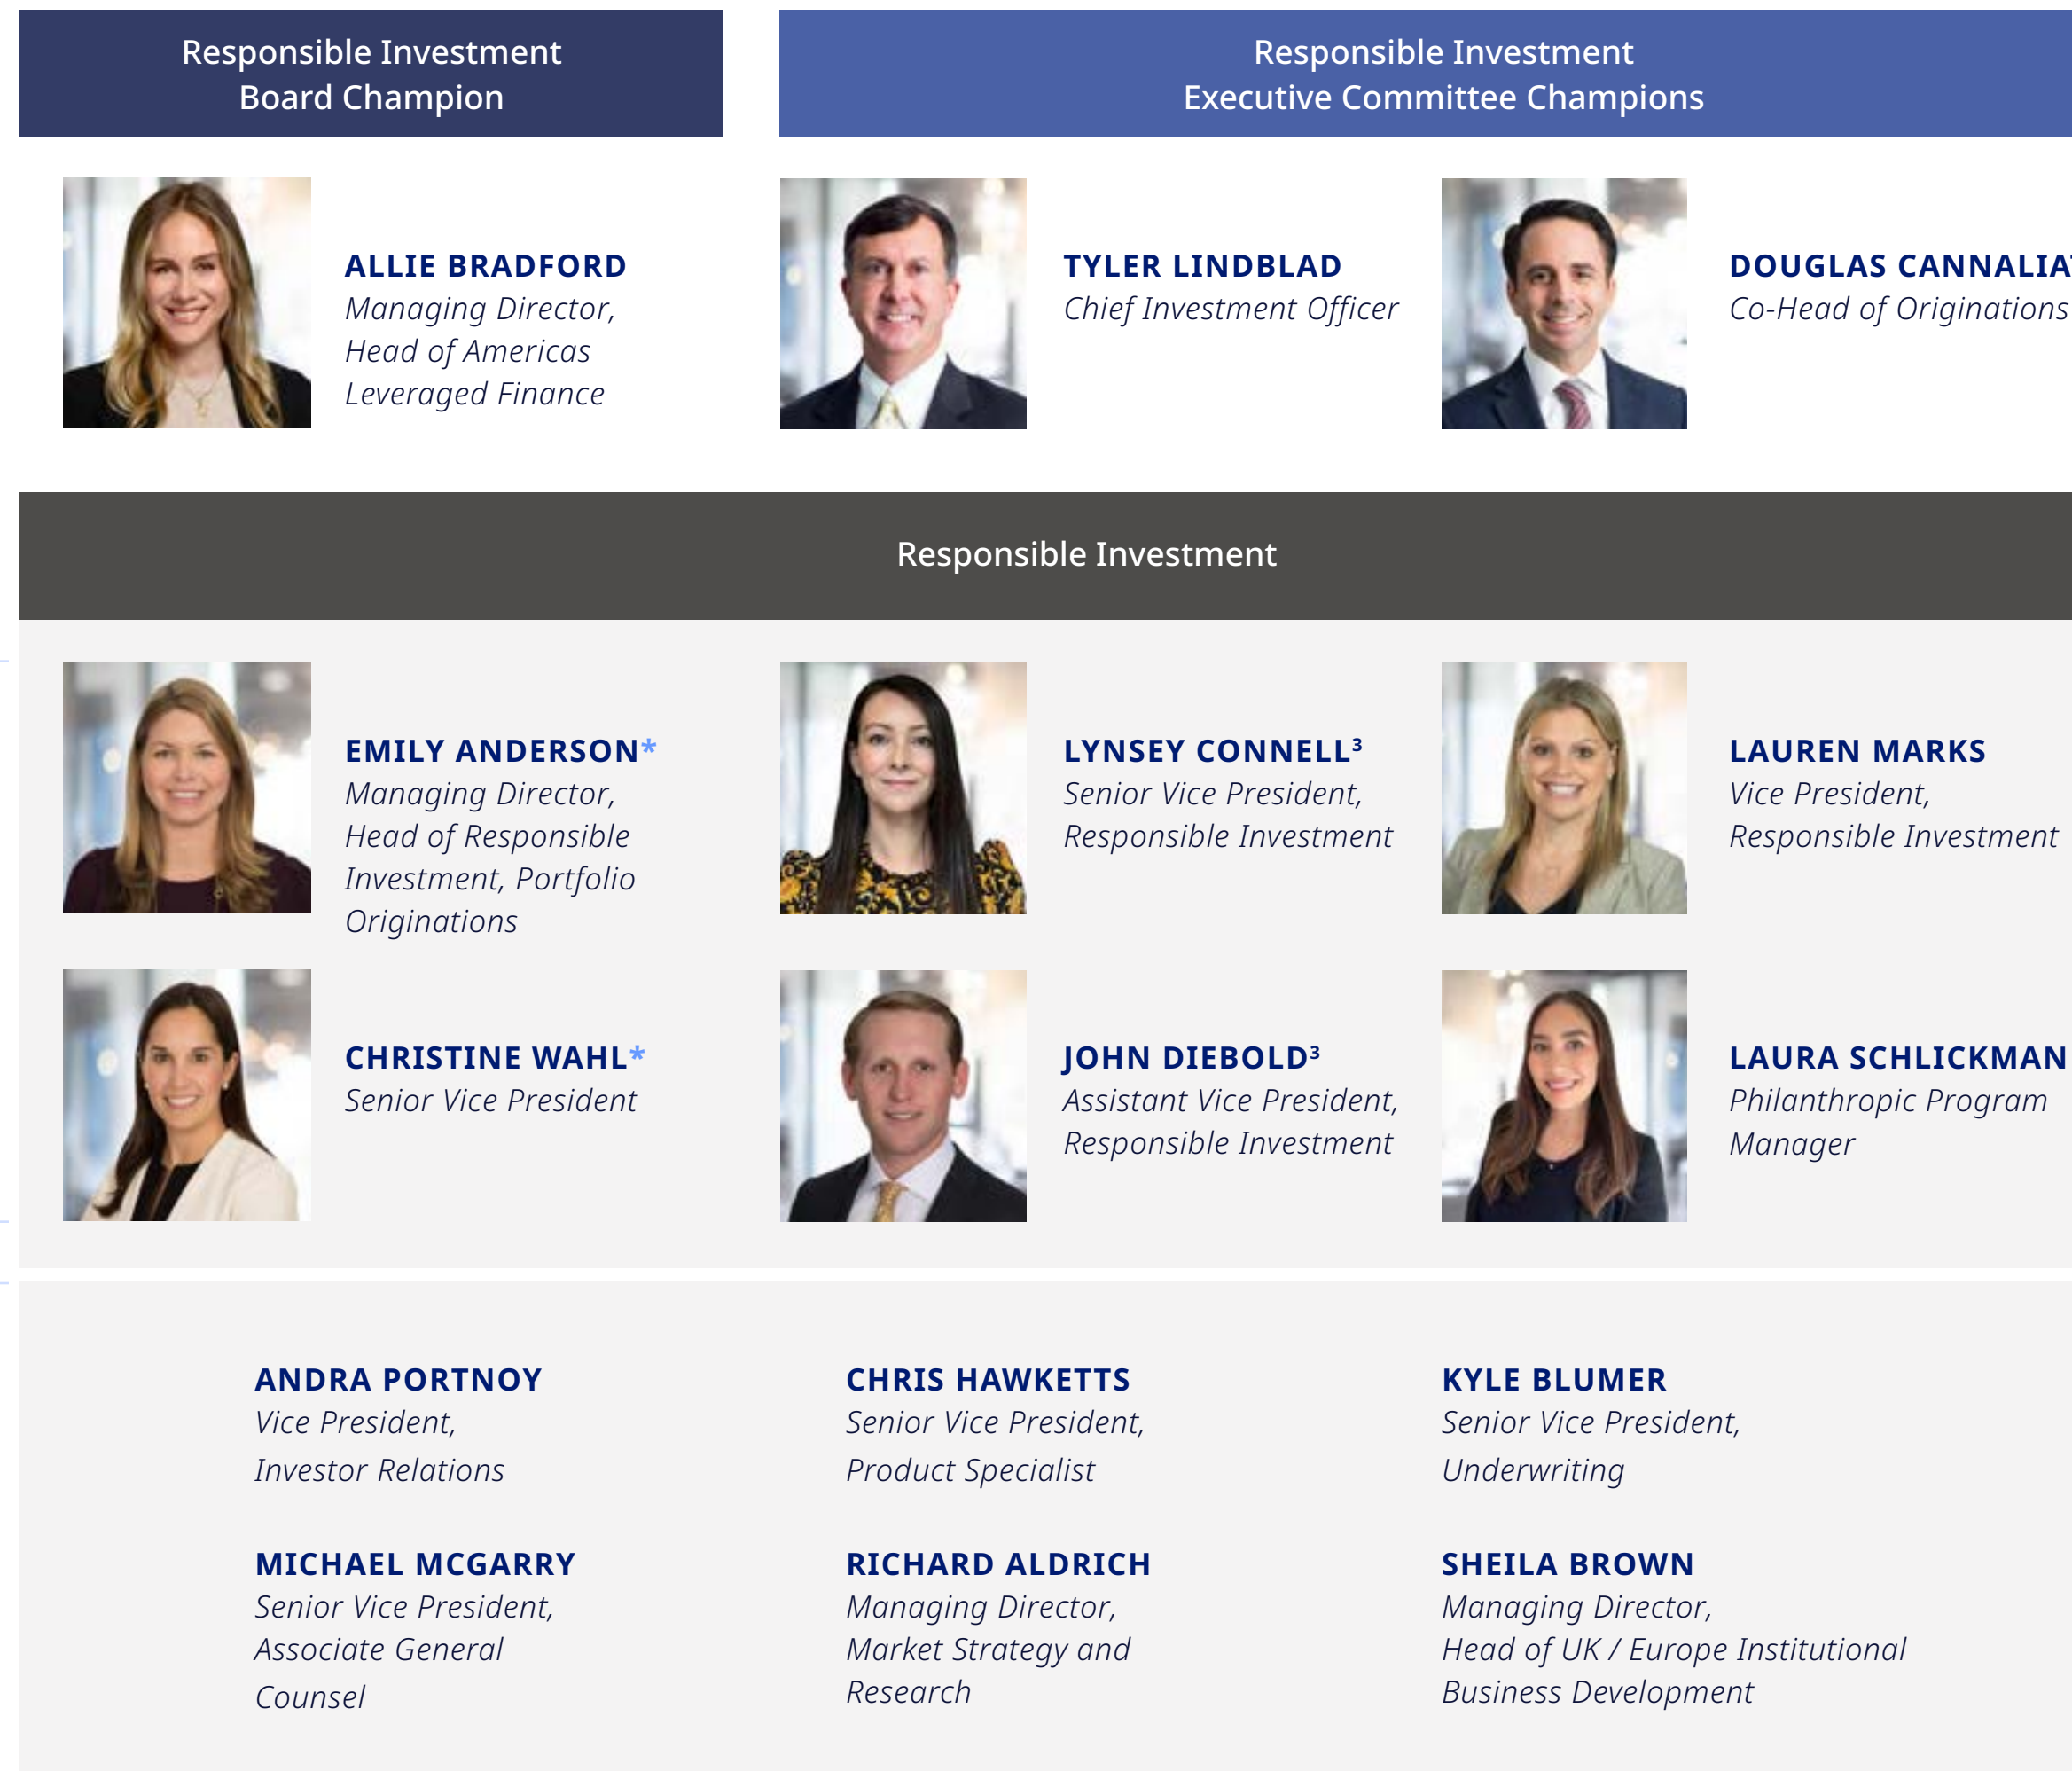 Responsible Investment
Board Champion
Responsible Investment
Executive Committee Champions
ALLIE BRADFORD
Managing Director,
Head of Americas
Leveraged Finance
TYLER LINDBLAD
Chief Investment Officer
DOUGLAS
Co-Head of Originations
Responsible Investment
EMILY ANDERSON*
Managing Director,
Head of Responsible
Investment, Portfolio
Originations
LYNSEY CONNELL³
Senior Vice President,
Responsible Investment
LAUREN MARKS
Vice President,
Responsible Investment
CHRISTINE WAHL*
Senior Vice President
JOHN DIEBOLD³
Assistant Vice President,
Responsible Investment
LAURA SCHLICKMAN
Philanthropic Program
Manager
ANDRA PORTNOY
Vice President,
Investor Relations
CHRIS HAWKETTS
Senior Vice President,
Product Specialist
KYLE BLUMER
Senior Vice President,
Underwriting
MICHAEL MCGARRY
Senior Vice President,
Associate General
Counsel
RICHARD ALDRICH
Managing Director,
Market Strategy and
Research
SHEILA BROWN
Managing Director,
Head of UK / Europe Institutional
Business Development